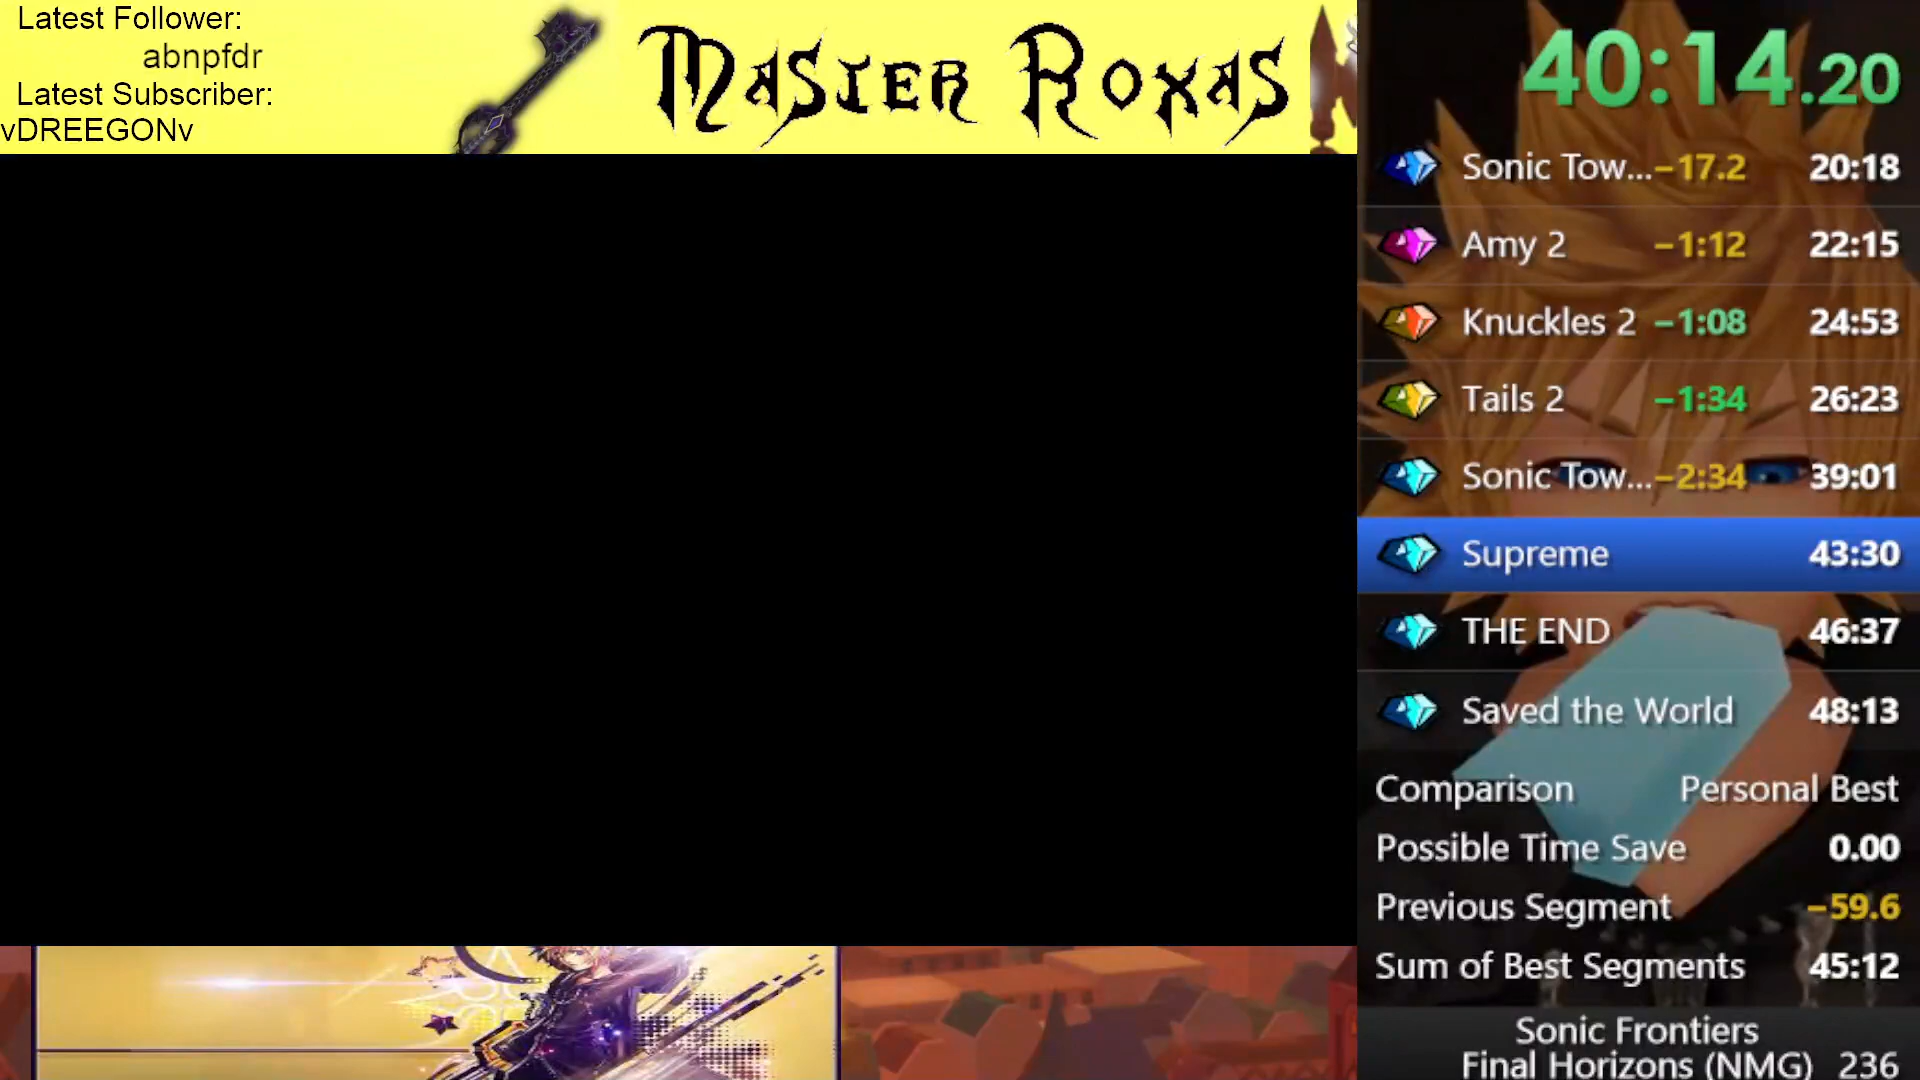 Latest Follower:
abnpfdr
Latest Subscriber:
vDREEGONv
Master Roxas
40:14.20
Sonic Tow... −17.2 20:18
Amy 2 −1:12 22:15
Knuckles 2 −1:08 24:53
Tails 2 −1:34 26:23
Sonic Tow... −2:34 39:01
Supreme 43:30
THE END 46:37
Saved the World 48:13
Comparison Personal Best
Possible Time Save 0.00
Previous Segment −59.6
Sum of Best Segments 45:12
Sonic Frontiers
Final Horizons (NMG) 236